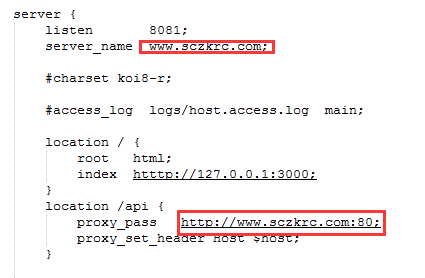 server {
listen 8081;
server_name www.sczkrc.com;
#charset koi8-r;
#access_log logs/host.access.log main;
location / {
root html;
index htttp://127.0.0.1:3000;
}
location /api {
proxy_pass http://www.sczkrc.com:80;
proxy_set_header Host $host;
}